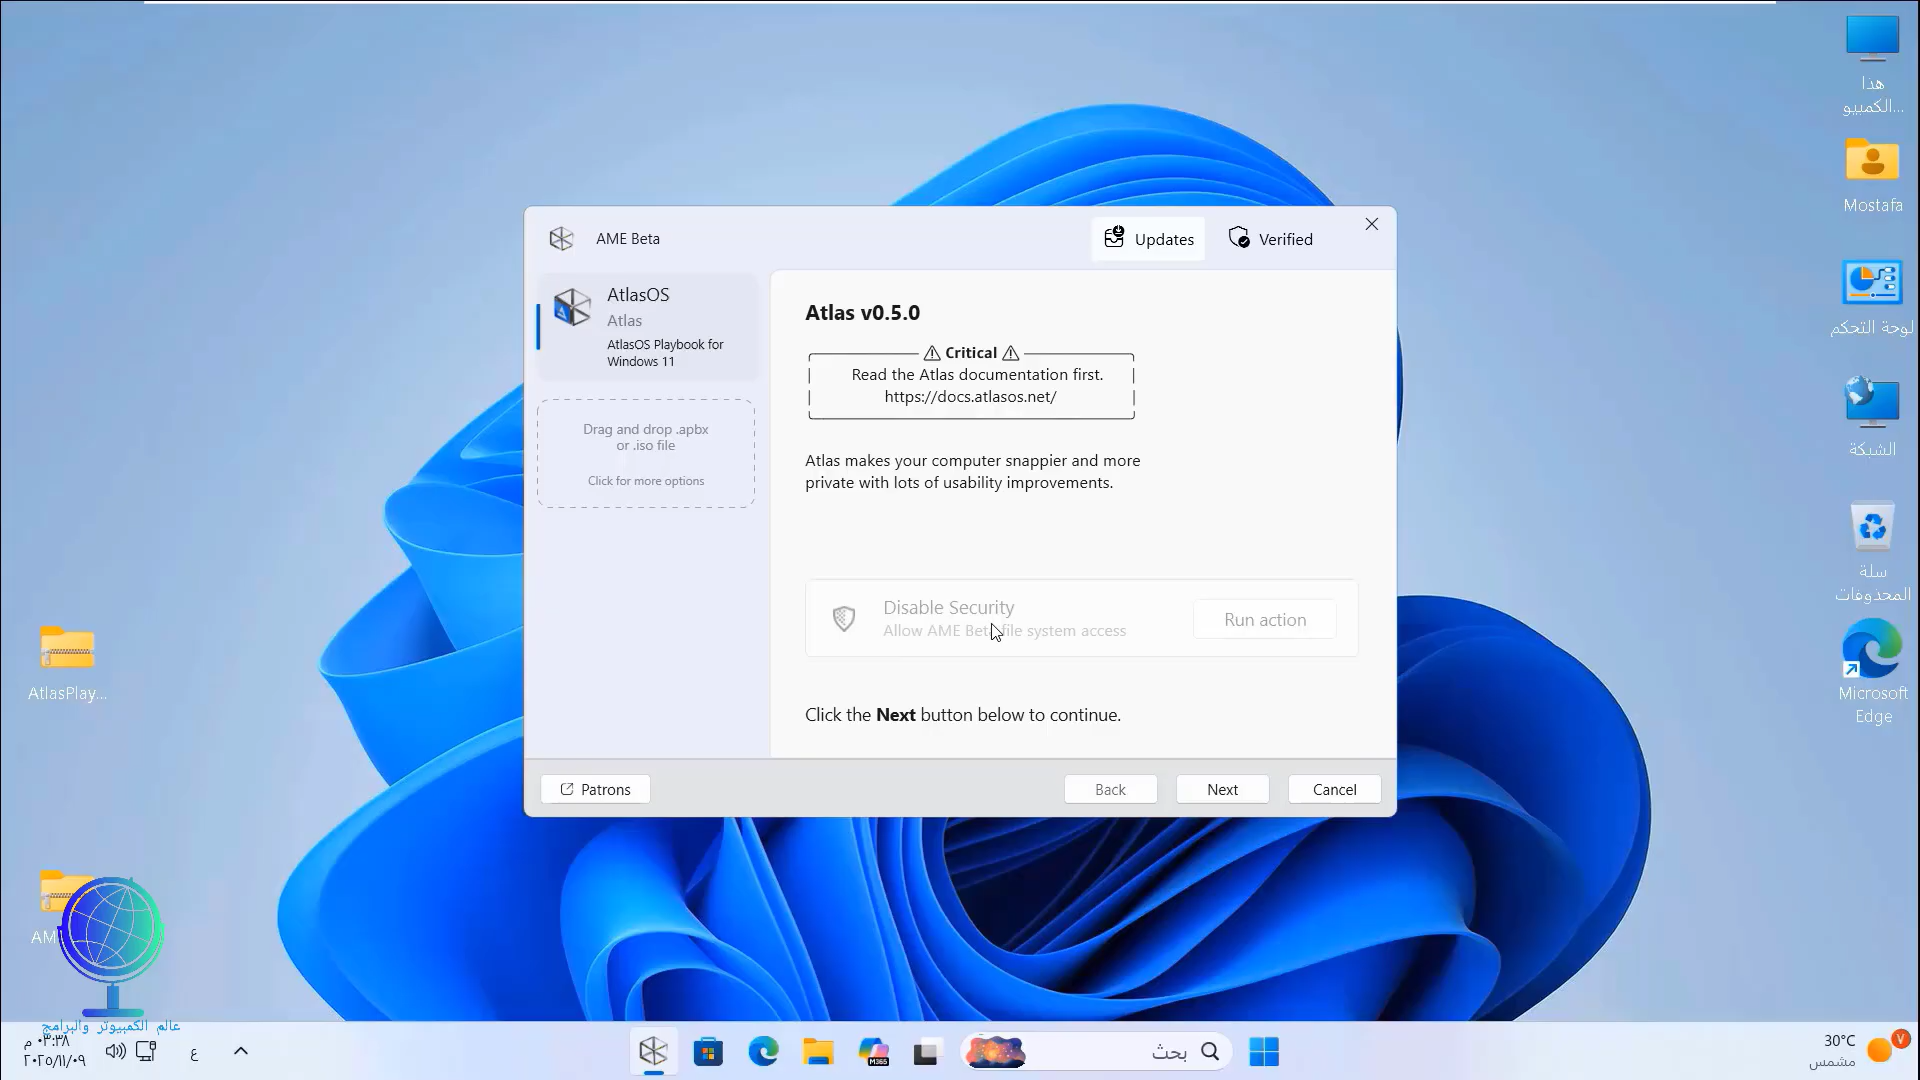 AME Beta
Updates
Verified
AtlasOS
Atlas
AtlasOS Playbook for
Windows 11
Drag and drop .apbx
or .iso file
Click for more options
Atlas v0.5.0
⚠ Critical ⚠
Read the Atlas documentation first.
https://docs.atlasos.net/
Atlas makes your computer snappier and more
private with lots of usability improvements.
Disable Security
Allow AME Beta file system access
Run action
Click the Next button below to continue.
Patrons
Back
Next
Cancel
هذا
الكمبيو...
Mostafa
لوحة التحكم
الشبكة
سلة
المحذوفات
Microsoft
Edge
AtlasPlay...
AM
عالم الكمبيوتر والبرامج
٠٣:٣٨ م
٢٠٢٥/١١/٠٩
ع
M365
بحث
30°C
مشمس
V